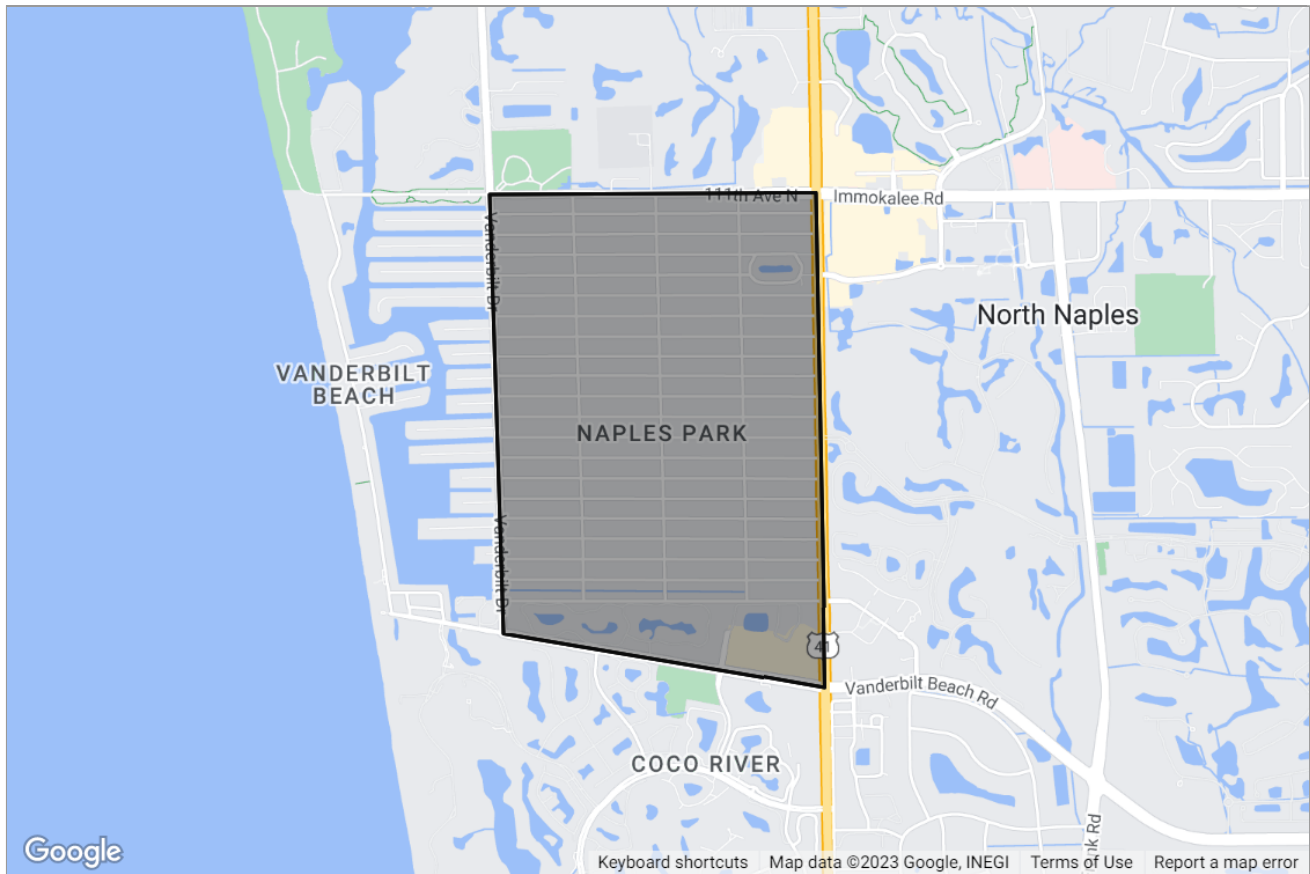 111th Ave N
Immokalee Rd
Vanderbilt Dr
North Naples
VANDERBILT
BEACH
NAPLES PARK
Vanderbilt Dr
41
Vanderbilt Beach Rd
COCO RIVER
Google
Keyboard shortcuts
Map data ©2023 Google, INEGI
Terms of Use
Report a map error